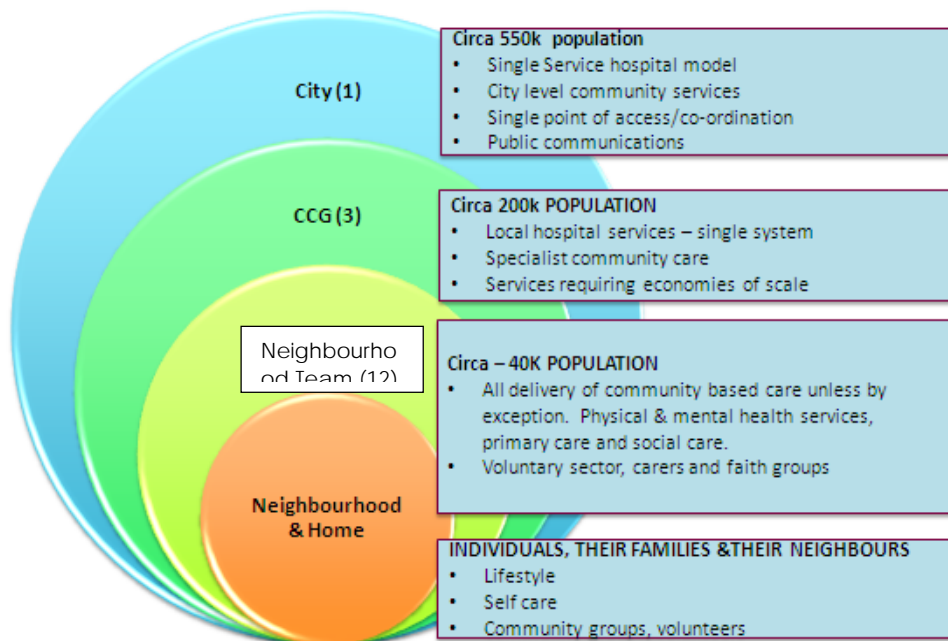 City (1)
Circa 550k population
• Single Service hospital model
• City level community services
• Single point of access/co-ordination
• Public communications
CCG (3)
Circa 200k POPULATION
• Local hospital services – single system
• Specialist community care
• Services requiring economies of scale
Neighbourho
od Team (12)
Circa – 40K POPULATION
• All delivery of community based care unless by
exception. Physical & mental health services,
primary care and social care.
• Voluntary sector, carers and faith groups
Neighbourhood
& Home
INDIVIDUALS, THEIR FAMILIES &THEIR NEIGHBOURS
• Lifestyle
• Self care
• Community groups, volunteers